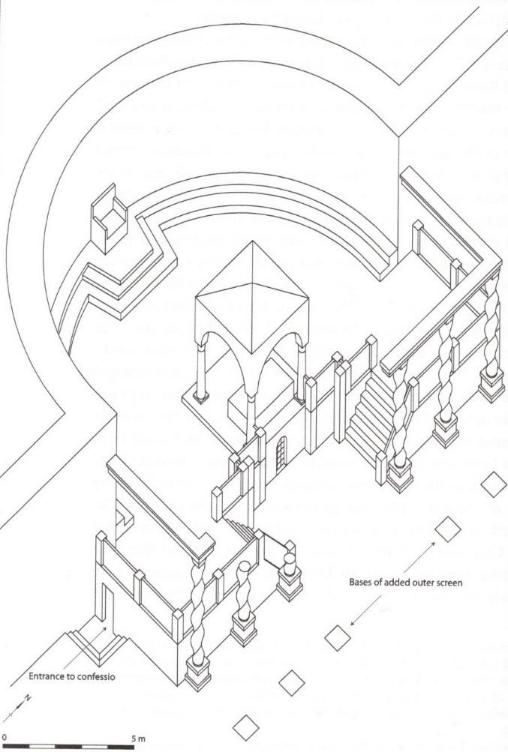 Bases of added outer screen
Entrance to confessio
N
0 5 m